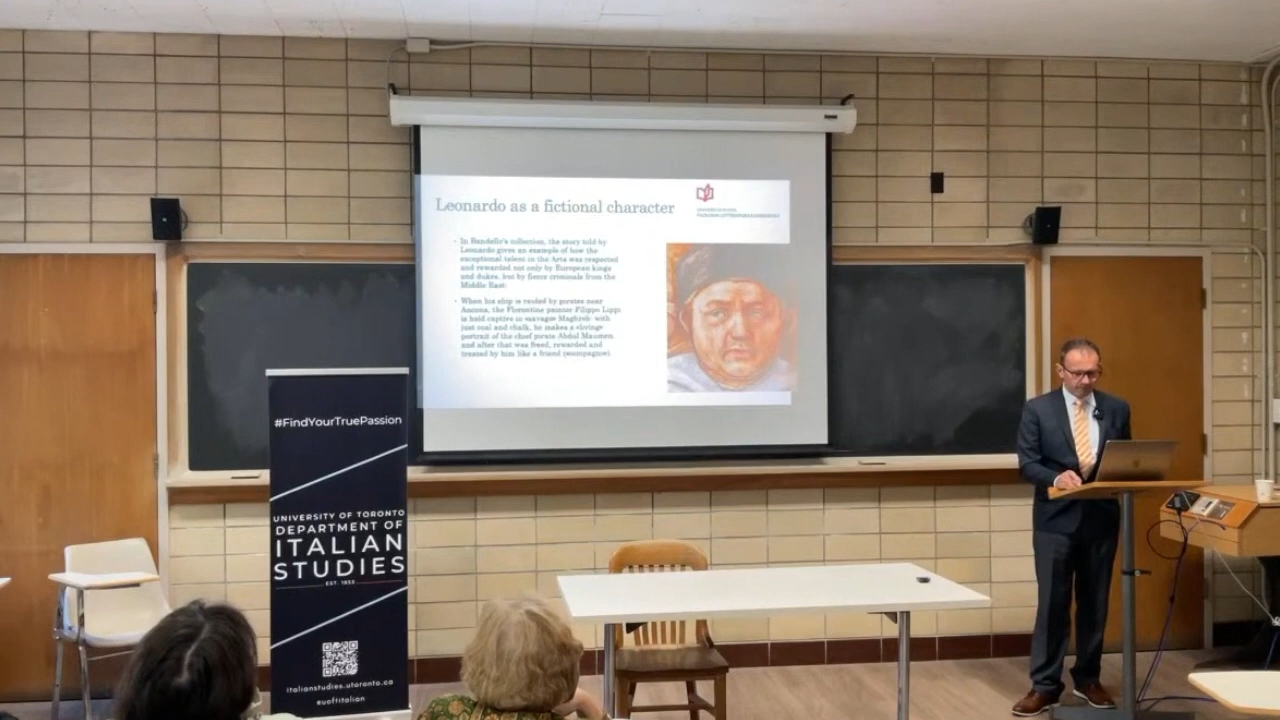 Leonardo as a fictional character
· In Bandello's collection, the story told by
Leonardo gives an example of how the
exceptional talent in the Arts was respected
and rewarded not only by European kings
and dukes, but by fierce criminals from the
Middle East:
· When his ship is raided by pirates near
Ancona, the Florentine painter Filippo Lippi
is held captive in «savage Maghreb» with
just coal and chalk, he makes a «living»
portrait of the chief pirate Abdul Maumen
and after that was freed, rewarded and
treated by him like a friend (compagno).
#FindYourTruePassion
UNIVERSITY OF TORONTO
DEPARTMENT OF
ITALIAN
STUDIES
EST. 1853
italianstudies.utoronto.ca
@uoftitalian